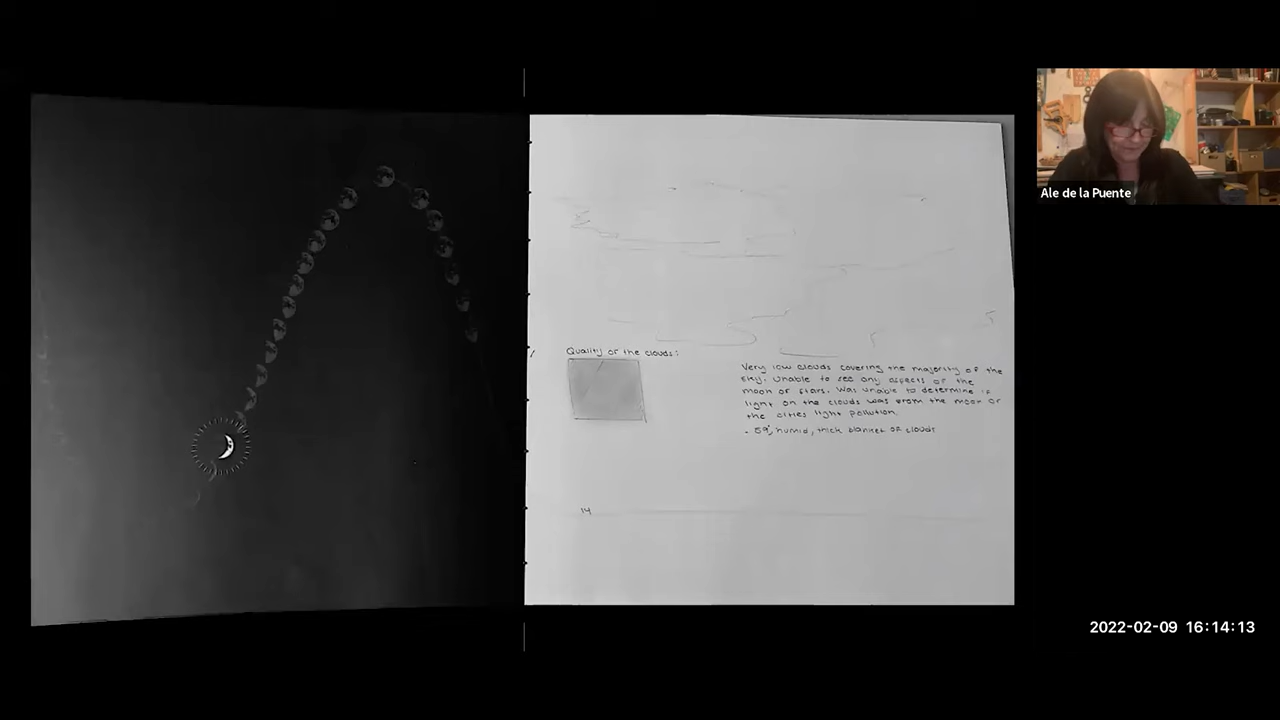 Ale de la Puente
Quality of the clouds:
Very low clouds covering the majority of the
sky. Unable to see any aspects of the
moon or stars. Was unable to determine if
light on the clouds was from the moon or
the cities light pollution.
- 59°, humid, thick blanket of clouds
14
2022-02-09 16:14:13